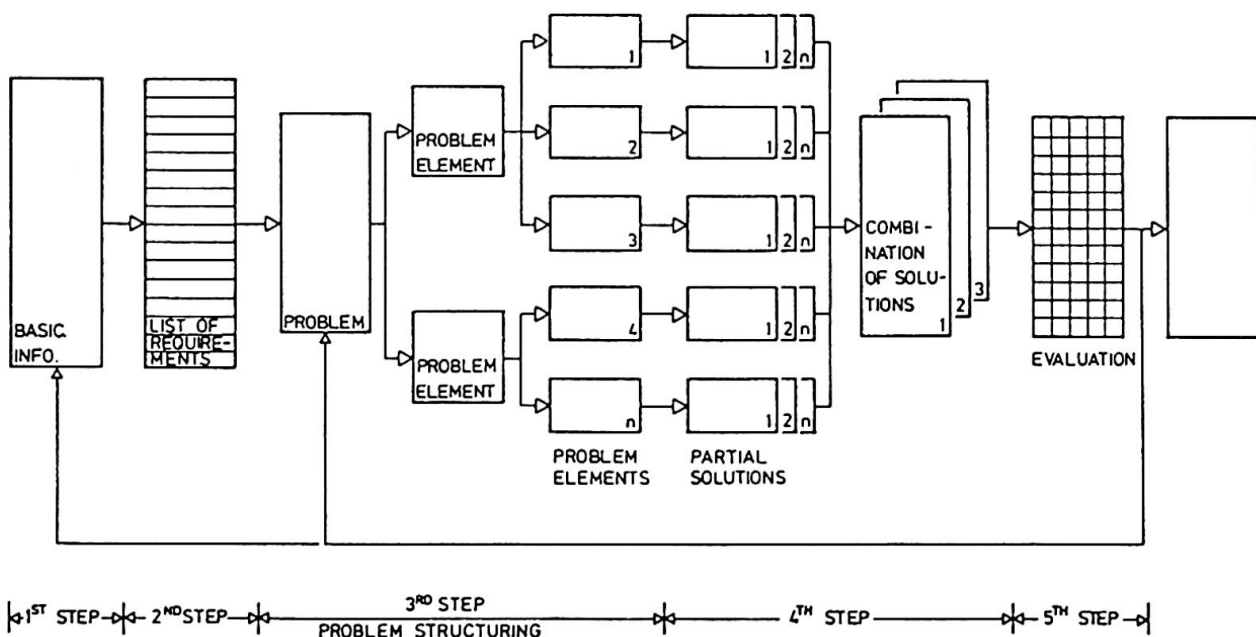 BASIC
INFO.
LIST OF
REQUIRE-
MENTS
PROBLEM
PROBLEM
ELEMENT
PROBLEM
ELEMENT
1
2
3
4
n
PROBLEM
ELEMENTS
1 2 n
1 2 n
1 2 n
1 2 n
1 2 n
PARTIAL
SOLUTIONS
COMBI-
NATION
OF SOLU-
TIONS
1
2
3
EVALUATION
1ST STEP
2ND STEP
3RD STEP
PROBLEM STRUCTURING
4TH STEP
5TH STEP